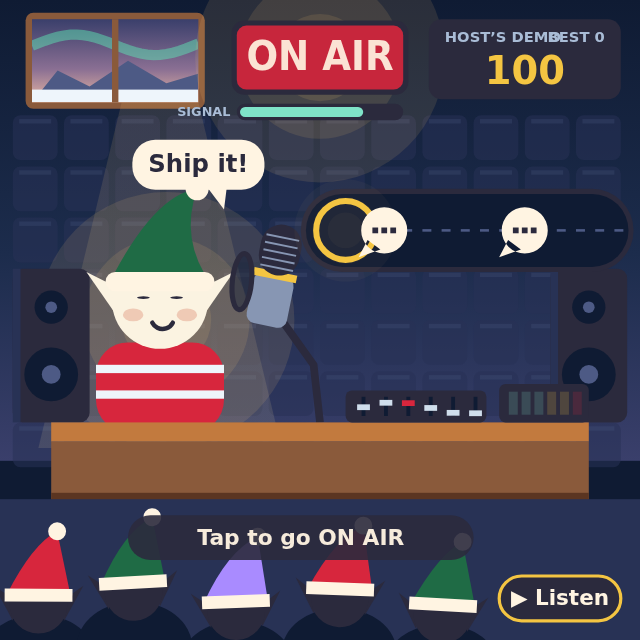 ON AIR
HOST'S DEMO
BEST 0
100
SIGNAL
Ship it!
Tap to go ON AIR
▶ Listen